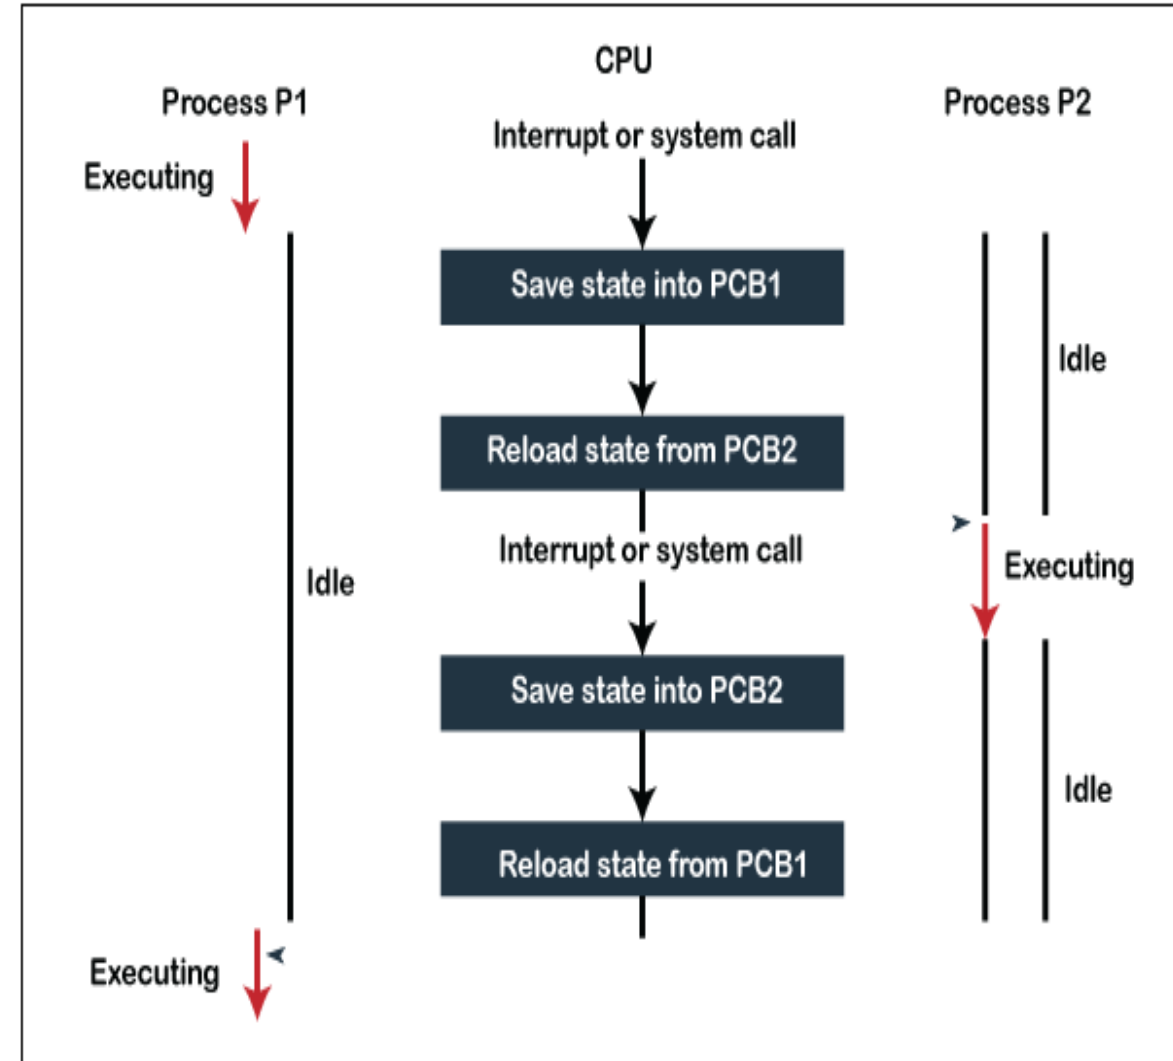 CPU
Process P1
Process P2
Interrupt or system call
Executing
Save state into PCB1
Idle
Reload state from PCB2
Interrupt or system call
Executing
Idle
Save state into PCB2
Idle
Reload state from PCB1
Executing